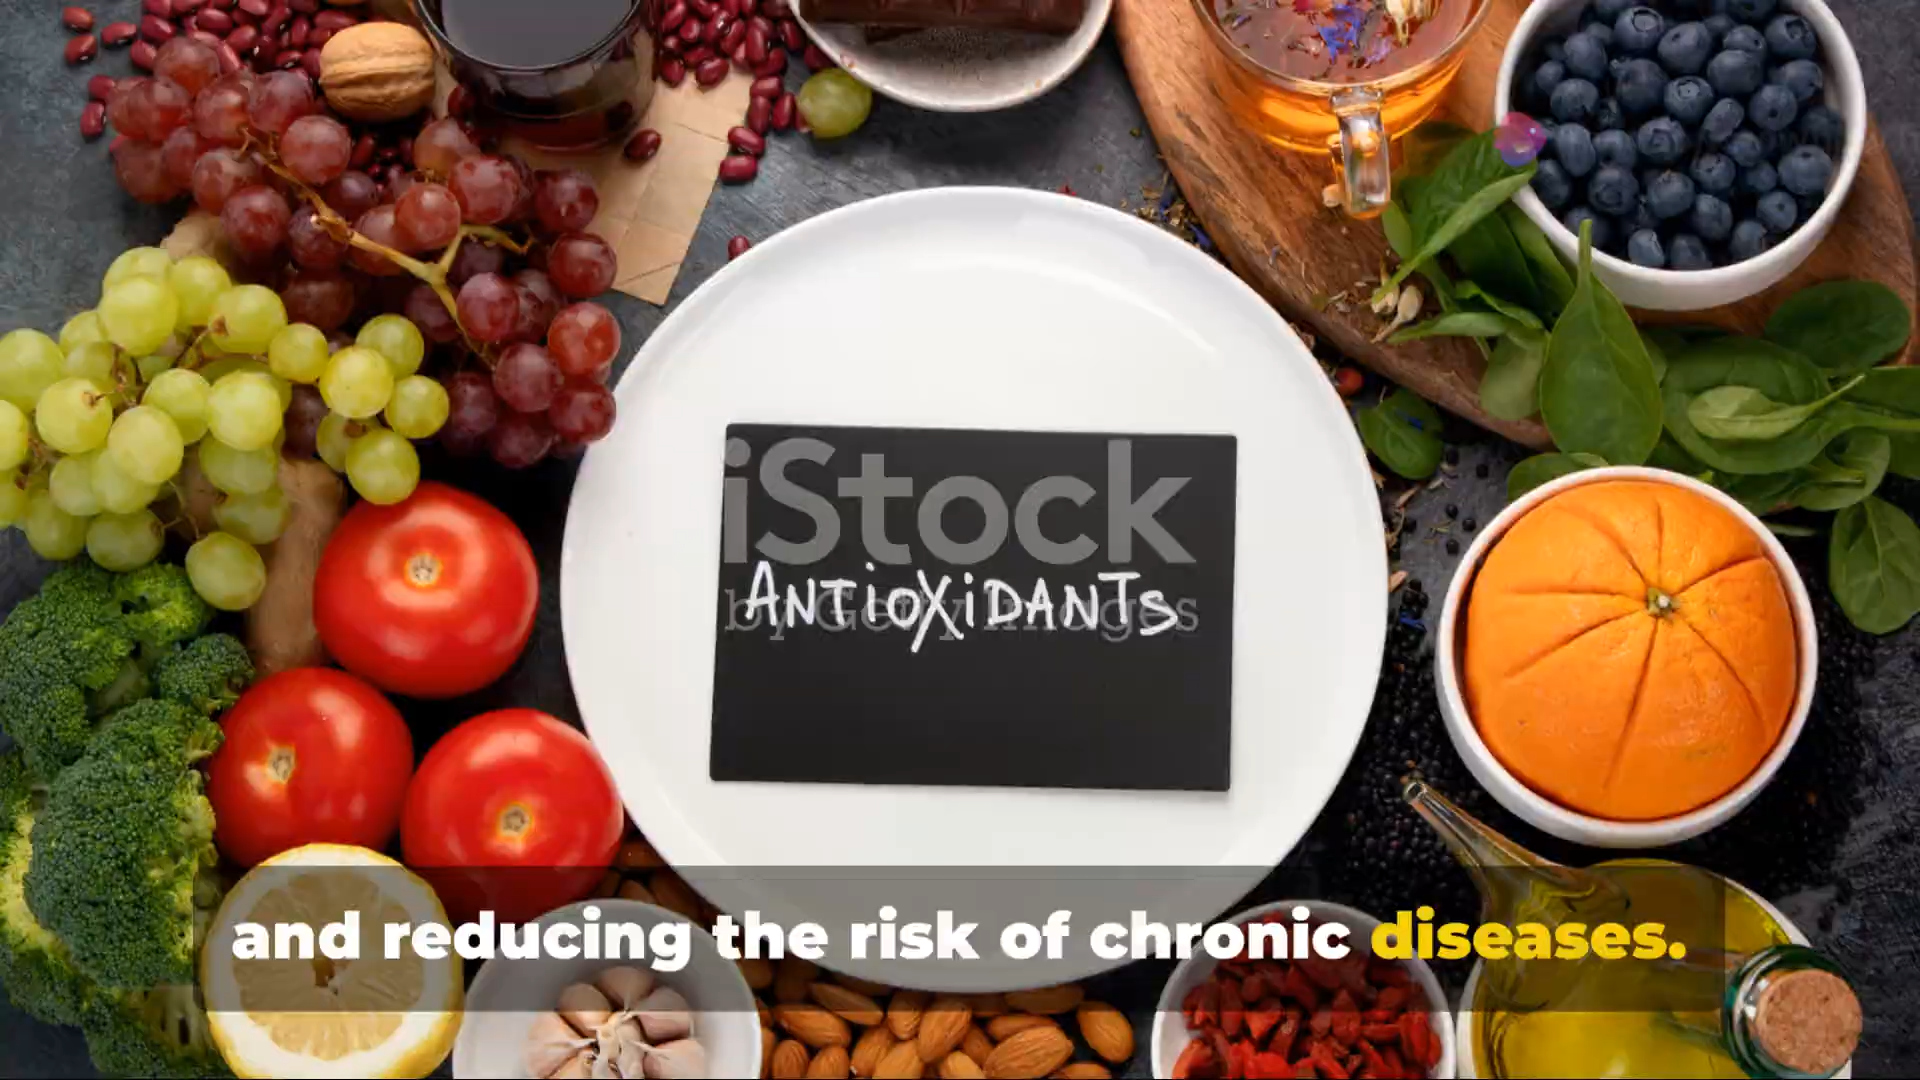 iStock
ANTiOXiDANTS
by Getty Images
and reducing the risk of chronic diseases.